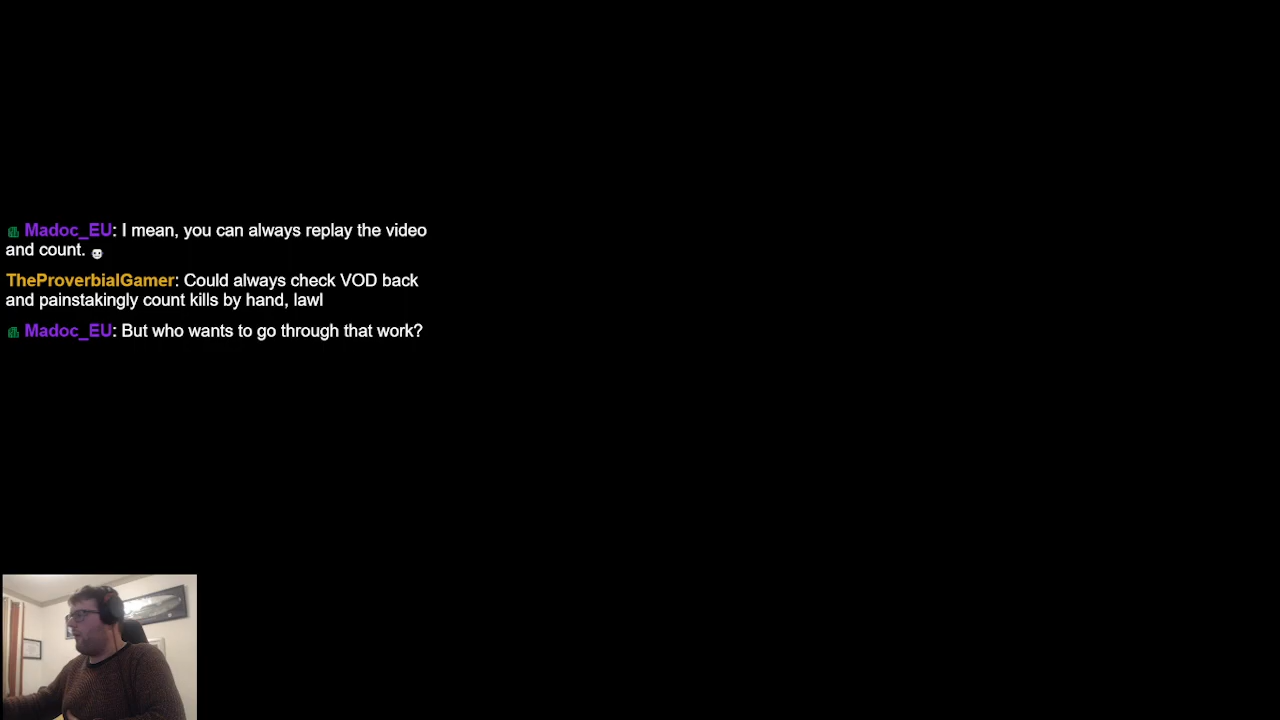 Madoc_EU: I mean, you can always replay the video
and count.
TheProverbialGamer: Could always check VOD back
and painstakingly count kills by hand, lawl
Madoc_EU: But who wants to go through that work?